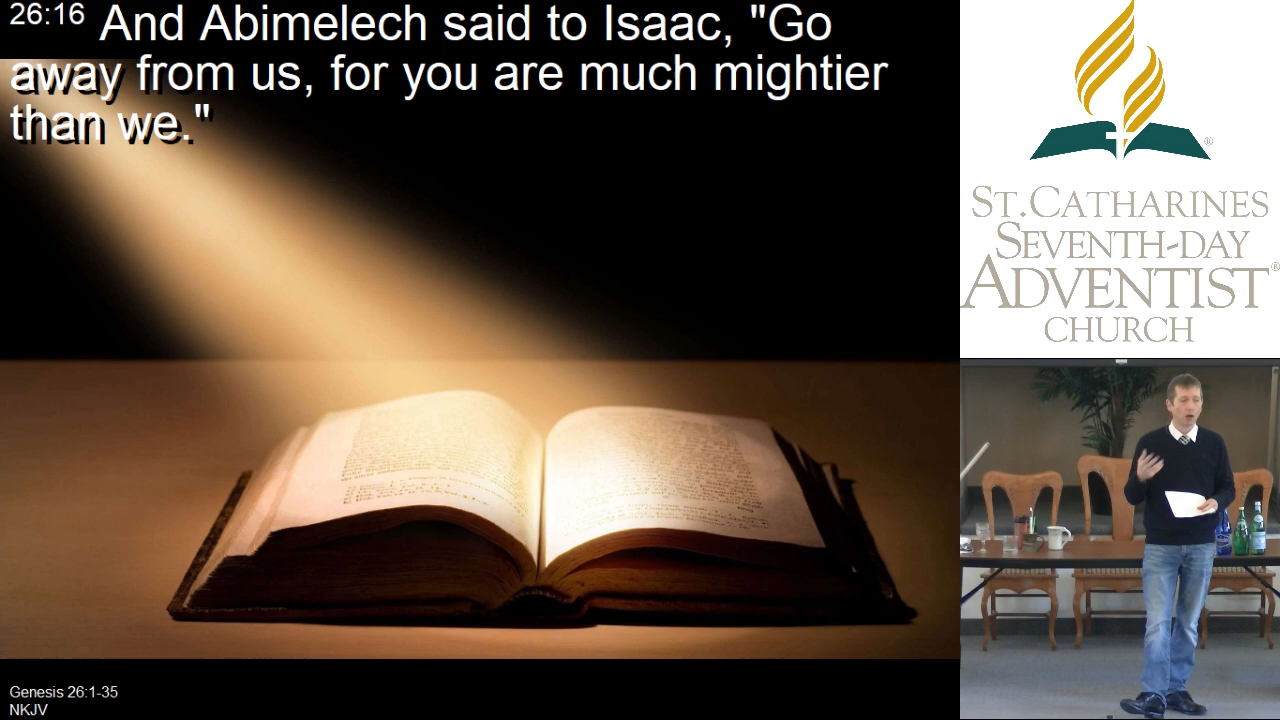 26:16 And Abimelech said to Isaac, "Go
away from us, for you are much mightier
than we."
Genesis 26:1-35
NKJV
®
ST. CATHARINES
SEVENTH-DAY
ADVENTIST®
CHURCH